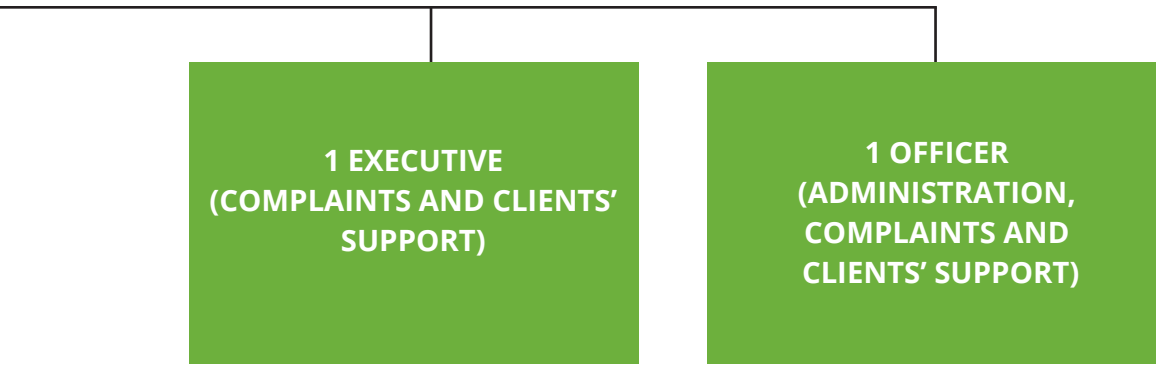 1 EXECUTIVE
(COMPLAINTS AND CLIENTS’
SUPPORT)
1 OFFICER
(ADMINISTRATION,
COMPLAINTS AND
CLIENTS’ SUPPORT)